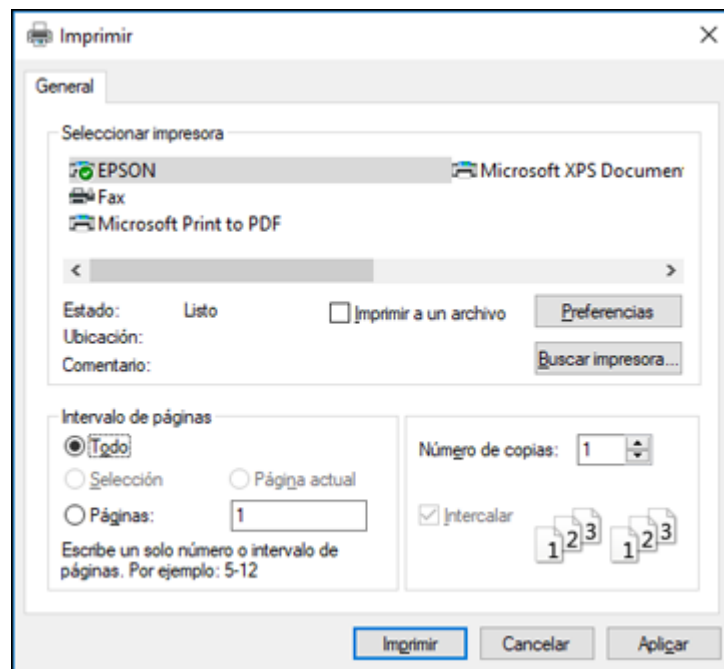 Imprimir
General
Seleccionar impresora
EPSON
Microsoft XPS Documen
Fax
Microsoft Print to PDF
Estado: Listo
Imprimir a un archivo
Preferencias
Ubicación:
Comentario:
Buscar impresora...
Intervalo de páginas
Todo
Selección
Página actual
Páginas: 1
Escribe un solo número o intervalo de
páginas. Por ejemplo: 5-12
Número de copias: 1
Intercalar
1 2 3 1 2 3
Imprimir
Cancelar
Aplicar